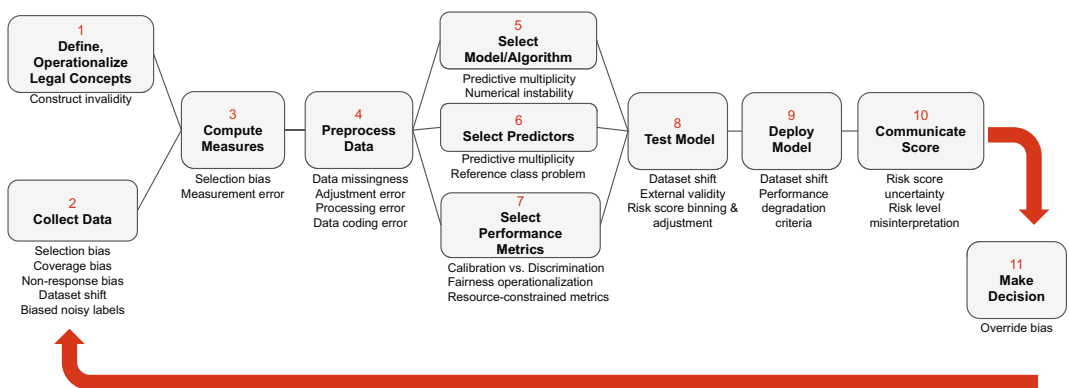 1
Define,
Operationalize
Legal Concepts
Construct invalidity
2
Collect Data
Selection bias
Coverage bias
Non-response bias
Dataset shift
Biased noisy labels
3
Compute
Measures
Selection bias
Measurement error
4
Preprocess
Data
Data missingness
Adjustment error
Processing error
Data coding error
5
Select
Model/Algorithm
Predictive multiplicity
Numerical instability
6
Select Predictors
Predictive multiplicity
Reference class problem
7
Select
Performance
Metrics
Calibration vs. Discrimination
Fairness operationalization
Resource-constrained metrics
8
Test Model
Dataset shift
External validity
Risk score binning &
adjustment
9
Deploy
Model
Dataset shift
Performance
degradation
criteria
10
Communicate
Score
Risk score
uncertainty
Risk level
misinterpretation
11
Make
Decision
Override bias